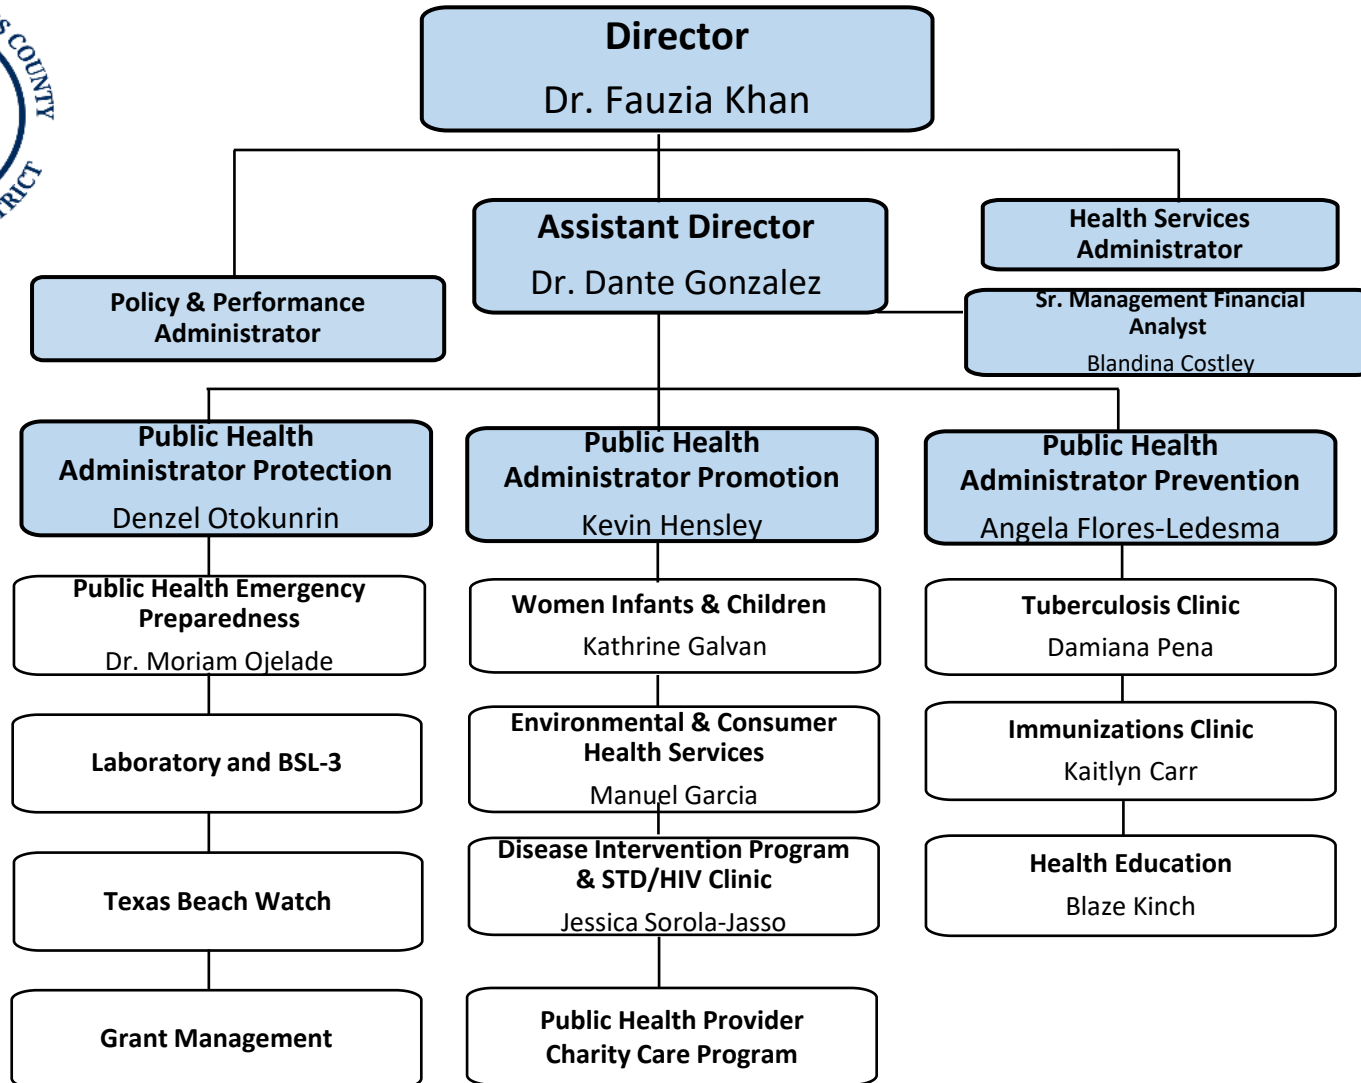 S COUNTY
TRICT
Director
Dr. Fauzia Khan
Assistant Director
Dr. Dante Gonzalez
Health Services
Administrator
Policy & Performance
Administrator
Sr. Management Financial
Analyst
Blandina Costley
Public Health
Administrator Protection
Denzel Otokunrin
Public Health
Administrator Promotion
Kevin Hensley
Public Health
Administrator Prevention
Angela Flores-Ledesma
Public Health Emergency
Preparedness
Dr. Moriam Ojelade
Women Infants & Children
Kathrine Galvan
Tuberculosis Clinic
Damiana Pena
Laboratory and BSL-3
Environmental & Consumer
Health Services
Manuel Garcia
Immunizations Clinic
Kaitlyn Carr
Texas Beach Watch
Disease Intervention Program
& STD/HIV Clinic
Jessica Sorola-Jasso
Health Education
Blaze Kinch
Grant Management
Public Health Provider
Charity Care Program